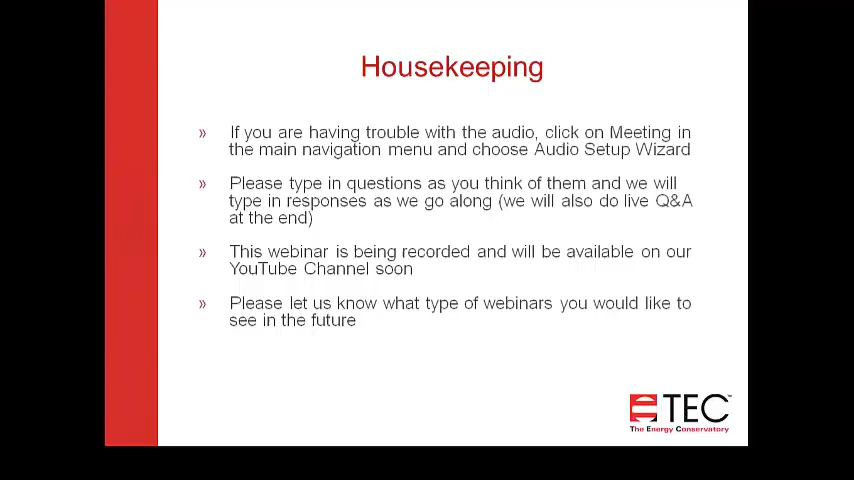 Housekeeping
» If you are having trouble with the audio, click on Meeting in
the main navigation menu and choose Audio Setup Wizard
» Please type in questions as you think of them and we will
type in responses as we go along (we will also do live Q&A
at the end)
» This webinar is being recorded and will be available on our
YouTube Channel soon
» Please let us know what type of webinars you would like to
see in the future
TEC™
The Energy Conservatory